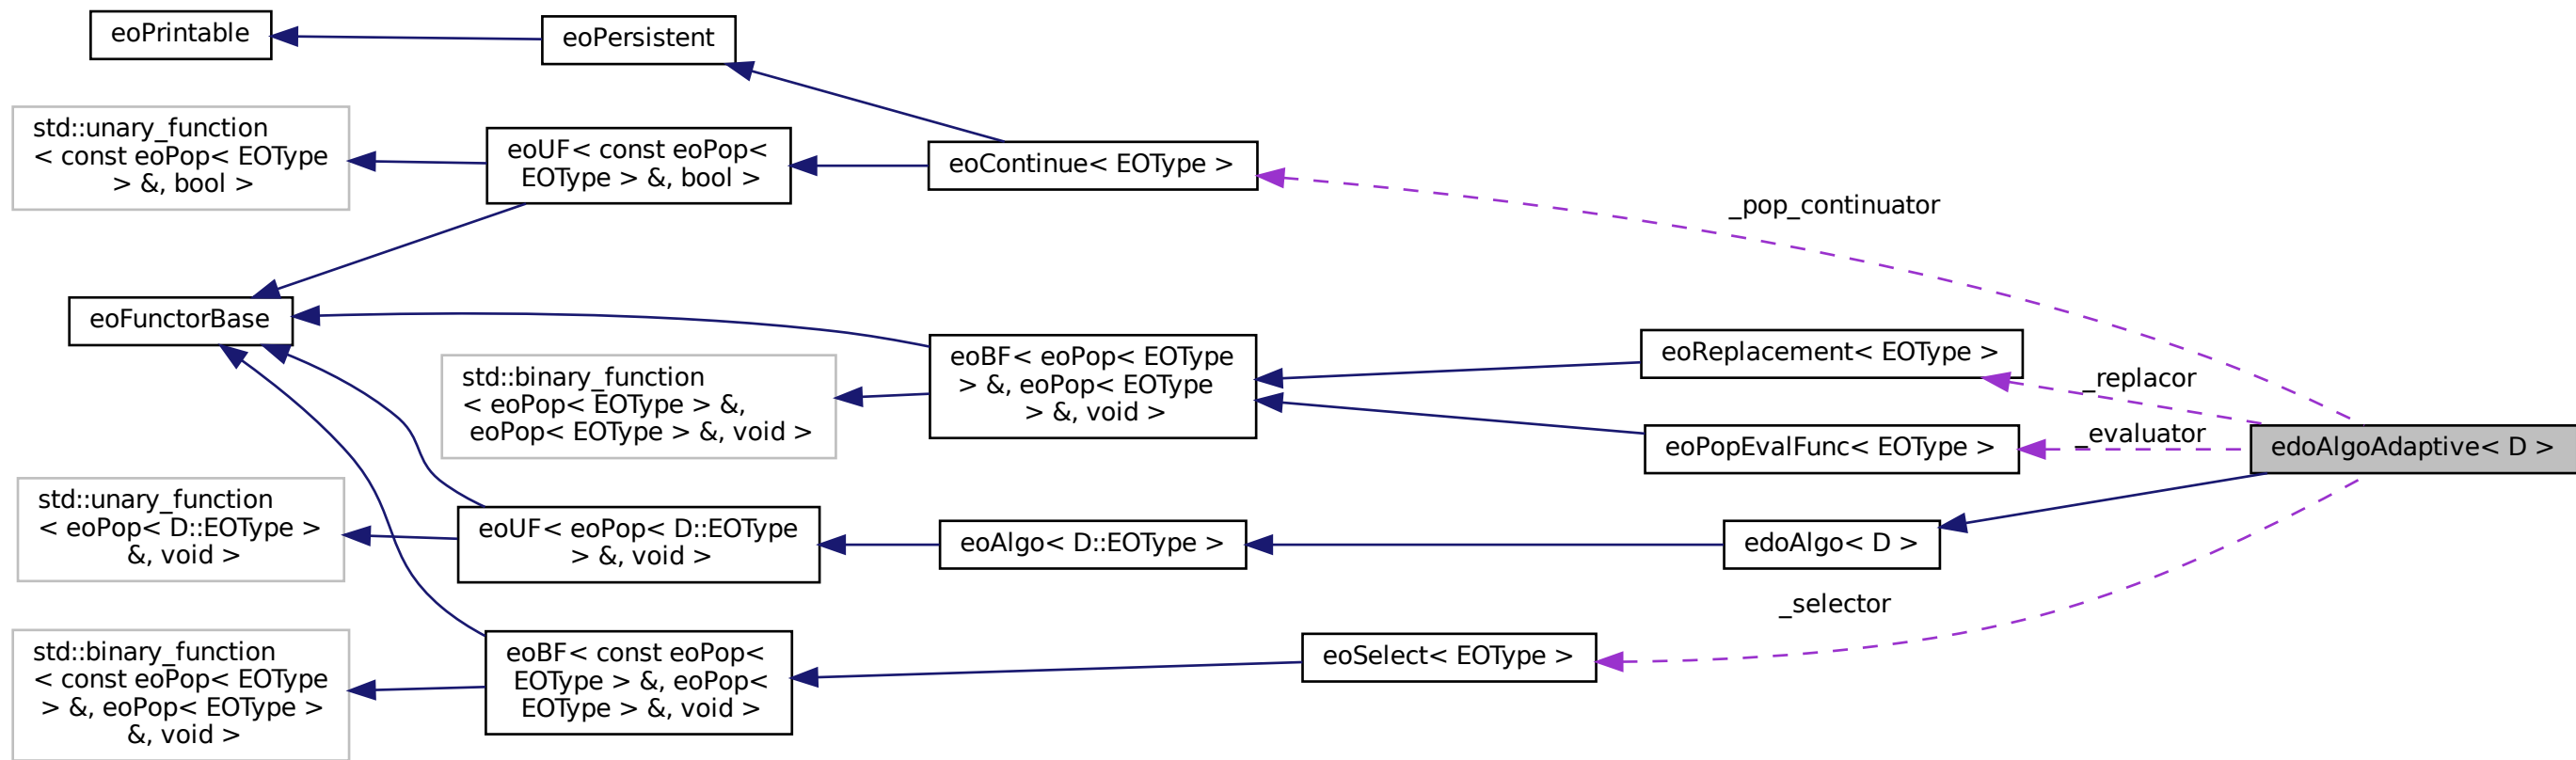 eoPrintable
eoPersistent
std::unary_function
< const eoPop< EOType
> &, bool >
eoUF< const eoPop<
EOType > &, bool >
eoContinue< EOType >
_pop_continuator
eoFunctorBase
std::binary_function
< eoPop< EOType > &,
eoPop< EOType > &, void >
eoBF< eoPop< EOType
> &, eoPop< EOType
> &, void >
eoReplacement< EOType >
_replacor
eoPopEvalFunc< EOType >
_evaluator
edoAlgoAdaptive< D >
std::unary_function
< eoPop< D::EOType >
&, void >
eoUF< eoPop< D::EOType
> &, void >
eoAlgo< D::EOType >
edoAlgo< D >
_selector
std::binary_function
< const eoPop< EOType
> &, eoPop< EOType >
&, void >
eoBF< const eoPop<
EOType > &, eoPop<
EOType > &, void >
eoSelect< EOType >